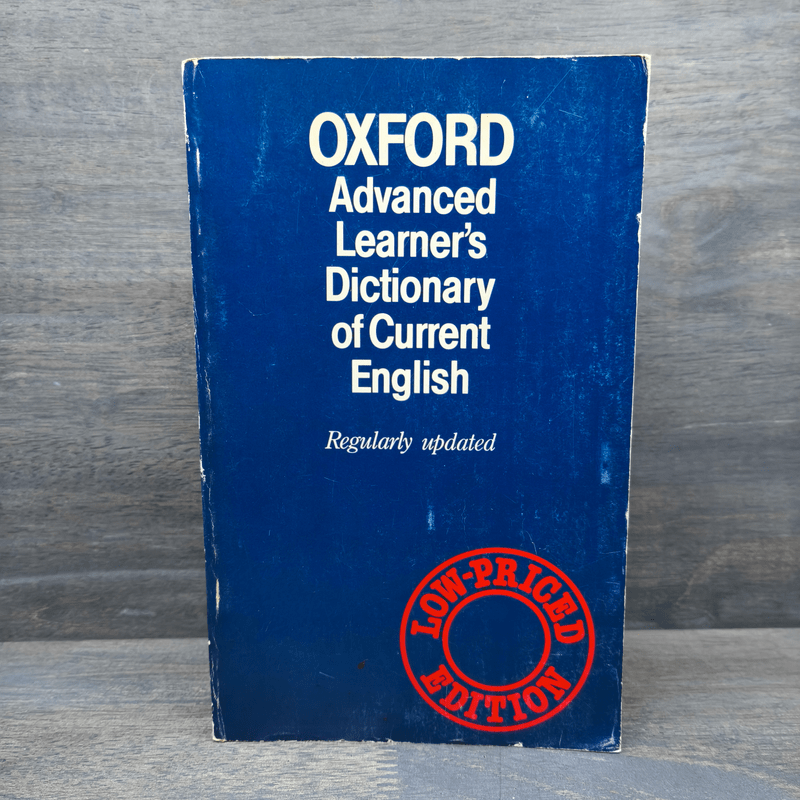 OXFORD
Advanced
Learner's
Dictionary
of Current
English
Regularly updated
LOW-PRICED
EDITION